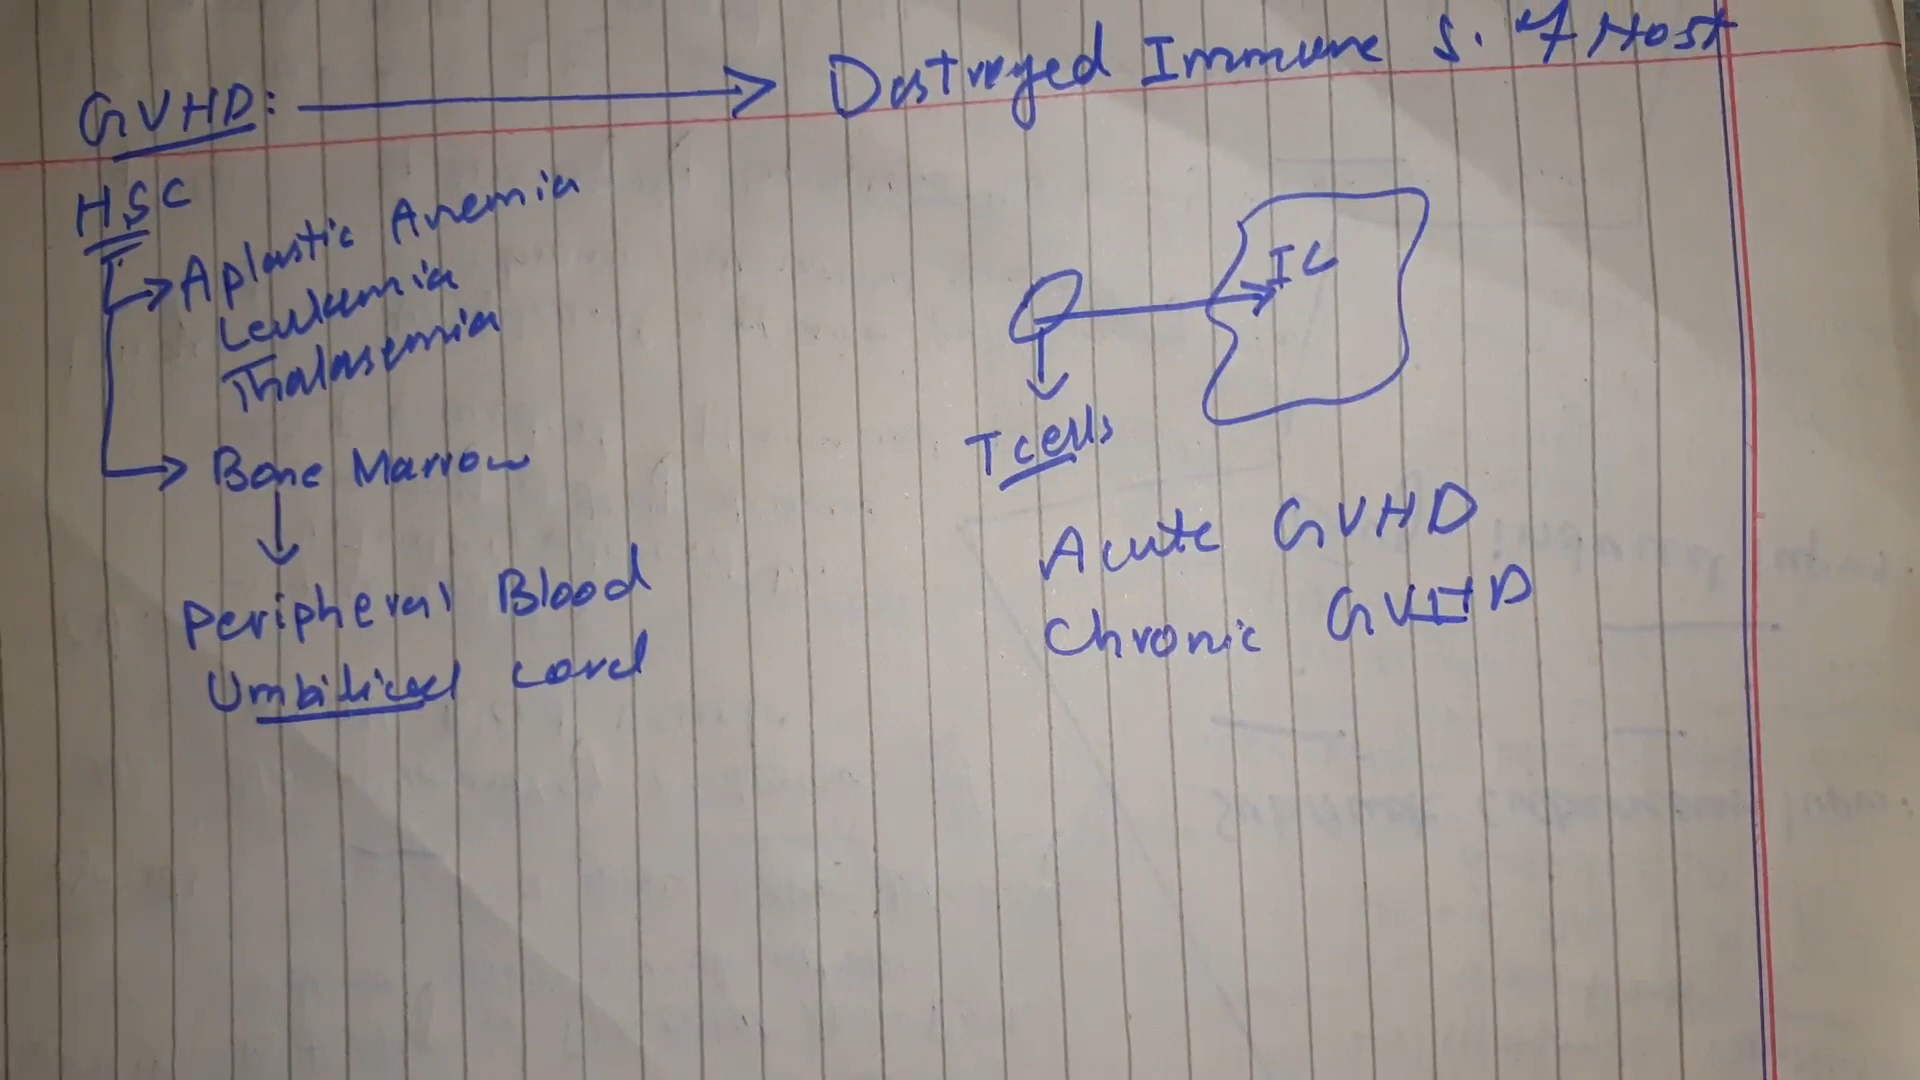 GVHD: → Destroyed Immune S. of Host
HSC
Aplastic Anemia
Leukemia
Thalasemia
Bone Marrow
Peripheral Blood
Umbilical Cord
IC
T cells
Acute GVHD
Chronic GVHD